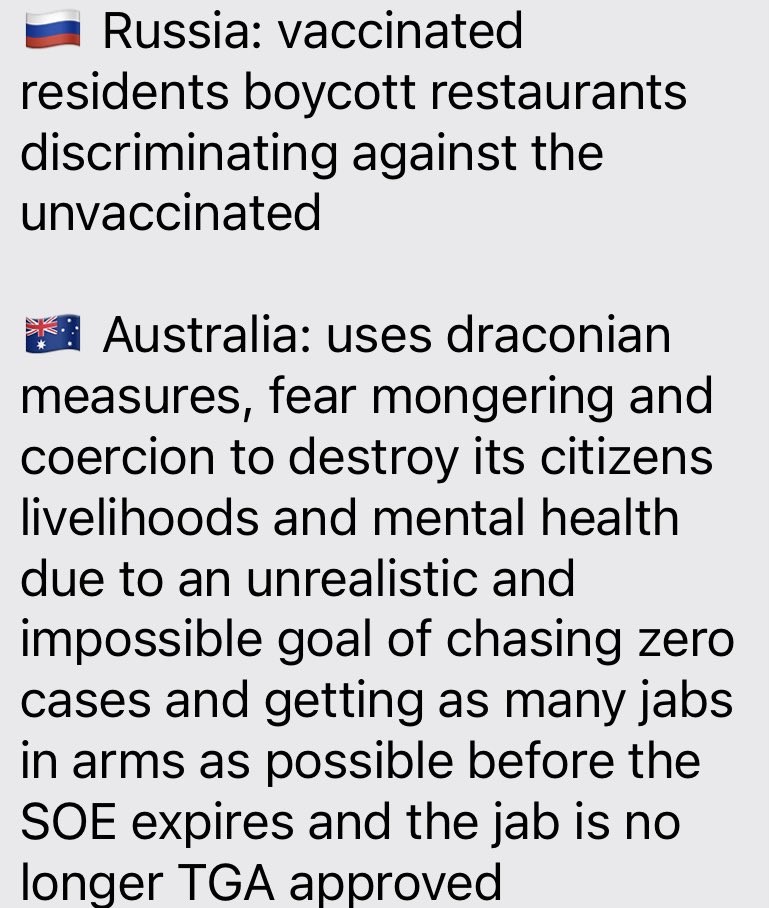 🇷🇺 Russia: vaccinated
residents boycott restaurants
discriminating against the
unvaccinated
🇦🇺 Australia: uses draconian
measures, fear mongering and
coercion to destroy its citizens
livelihoods and mental health
due to an unrealistic and
impossible goal of chasing zero
cases and getting as many jabs
in arms as possible before the
SOE expires and the jab is no
longer TGA approved